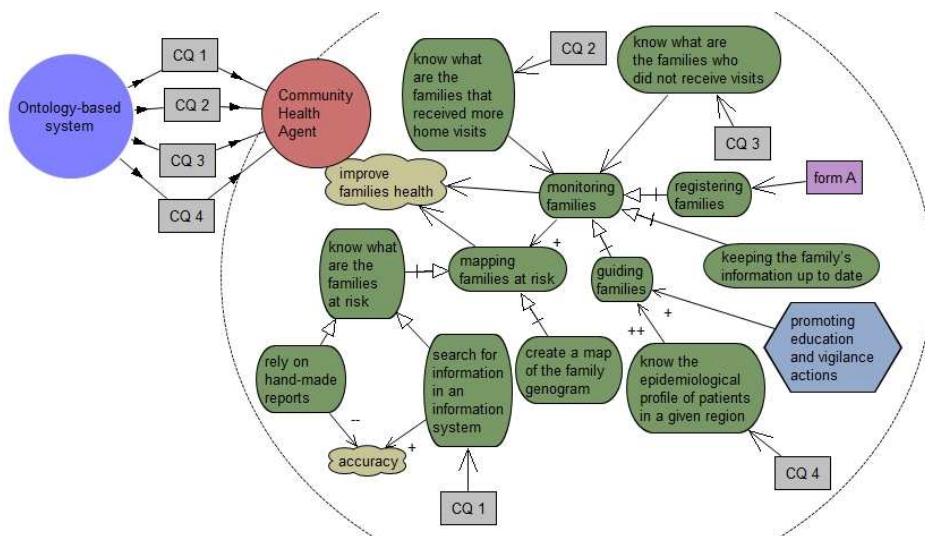 Ontology-based
system
CQ 1
CQ 2
CQ 3
CQ 4
Community
Health
Agent
know what
are the
families that
received more
home visits
CQ 2
know what are
the families who
did not receive visits
CQ 3
improve
families health
monitoring
families
registering
families
form A
keeping the family's
information up to date
know what
are the
families
at risk
mapping
families at risk
+
guiding
families
++
+
promoting
education
and vigilance
actions
rely on
hand-made
reports
search for
information
in an
information
system
create a map
of the family
genogram
know the
epidemiological
profile of patients
in a given region
--
+
accuracy
CQ 1
CQ 4